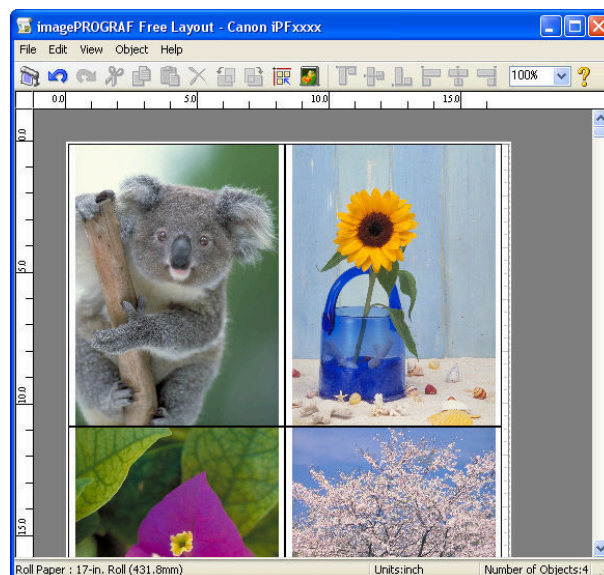 imagePROGRAF Free Layout - Canon iPFxxxx
File Edit View Object Help
100%
0.0 5.0 10.0 15.0
0.0
5.0
10.0
15.0
Roll Paper : 17-in. Roll (431.8mm) Units:inch Number of Objects:4